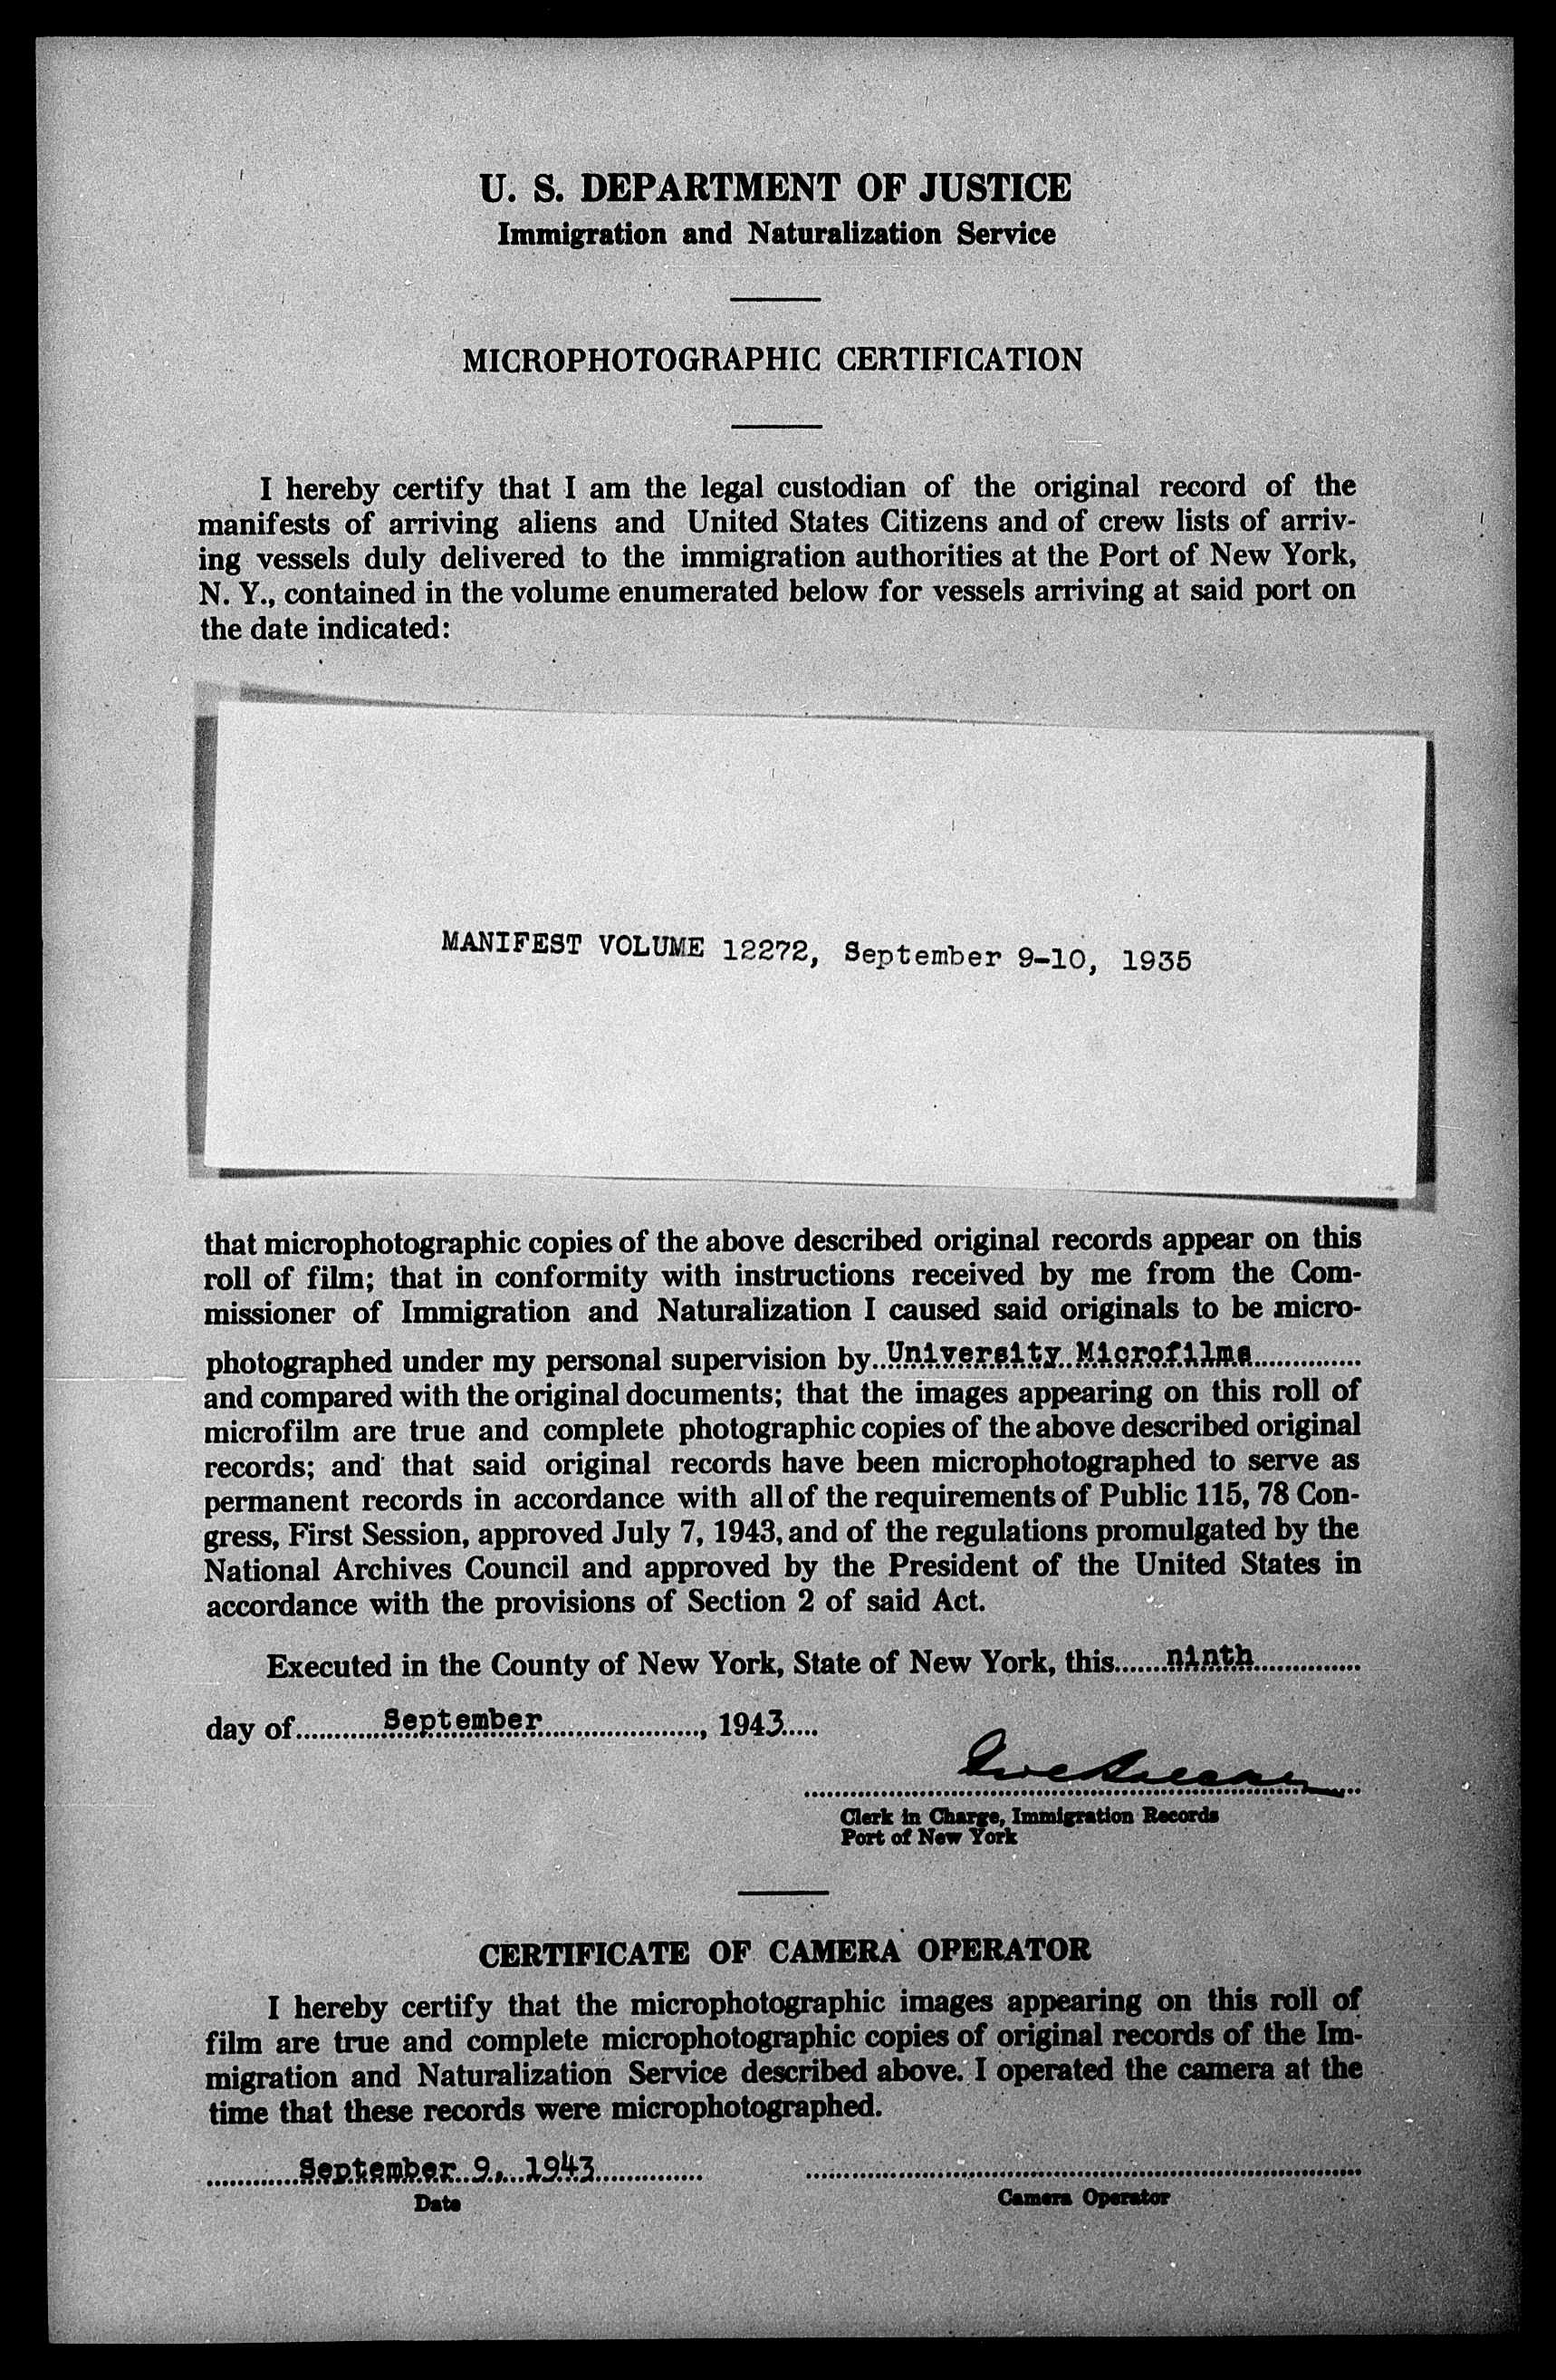 U. S. DEPARTMENT OF JUSTICE
Immigration and Naturalization Service
MICROPHOTOGRAPHIC CERTIFICATION
I hereby certify that I am the legal custodian of the original record of the
manifests of arriving aliens and United States Citizens and of crew lists of arriv-
ing vessels duly delivered to the immigration authorities at the Port of New York,
N. Y., contained in the volume enumerated below for vessels arriving at said port on
the date indicated:
MANIFEST VOLUME 12272, September 9-10, 1935
that microphotographic copies of the above described original records appear on this
roll of film; that in conformity with instructions received by me from the Com-
missioner of Immigration and Naturalization I caused said originals to be micro-
photographed under my personal supervision by University Microfilms
and compared with the original documents; that the images appearing on this roll of
microfilm are true and complete photographic copies of the above described original
records; and that said original records have been microphotographed to serve as
permanent records in accordance with all of the requirements of Public 115, 78 Con-
gress, First Session, approved July 7, 1943, and of the regulations promulgated by the
National Archives Council and approved by the President of the United States in
accordance with the provisions of Section 2 of said Act.
Executed in the County of New York, State of New York, this ninth
day of September, 1943
Clerk in Charge, Immigration Records
Port of New York
CERTIFICATE OF CAMERA OPERATOR
I hereby certify that the microphotographic images appearing on this roll of
film are true and complete microphotographic copies of original records of the Im-
migration and Naturalization Service described above. I operated the camera at the
time that these records were microphotographed.
September 9, 1943
Date
Camera Operator